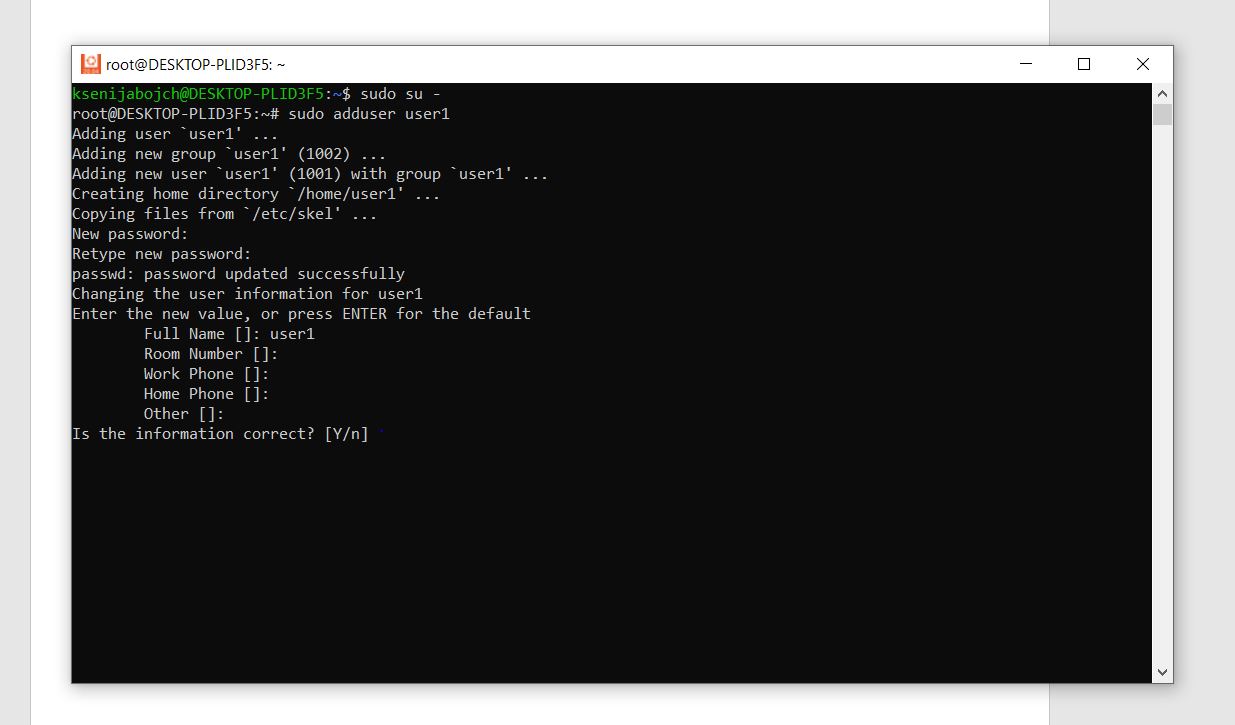 root@DESKTOP-PLID3F5: ~
ksenijabojch@DESKTOP-PLID3F5:~$ sudo su -
root@DESKTOP-PLID3F5:~# sudo adduser user1
Adding user `user1' ...
Adding new group `user1' (1002) ...
Adding new user `user1' (1001) with group `user1' ...
Creating home directory `/home/user1' ...
Copying files from `/etc/skel' ...
New password:
Retype new password:
passwd: password updated successfully
Changing the user information for user1
Enter the new value, or press ENTER for the default
        Full Name []: user1
        Room Number []:
        Work Phone []:
        Home Phone []:
        Other []:
Is the information correct? [Y/n]